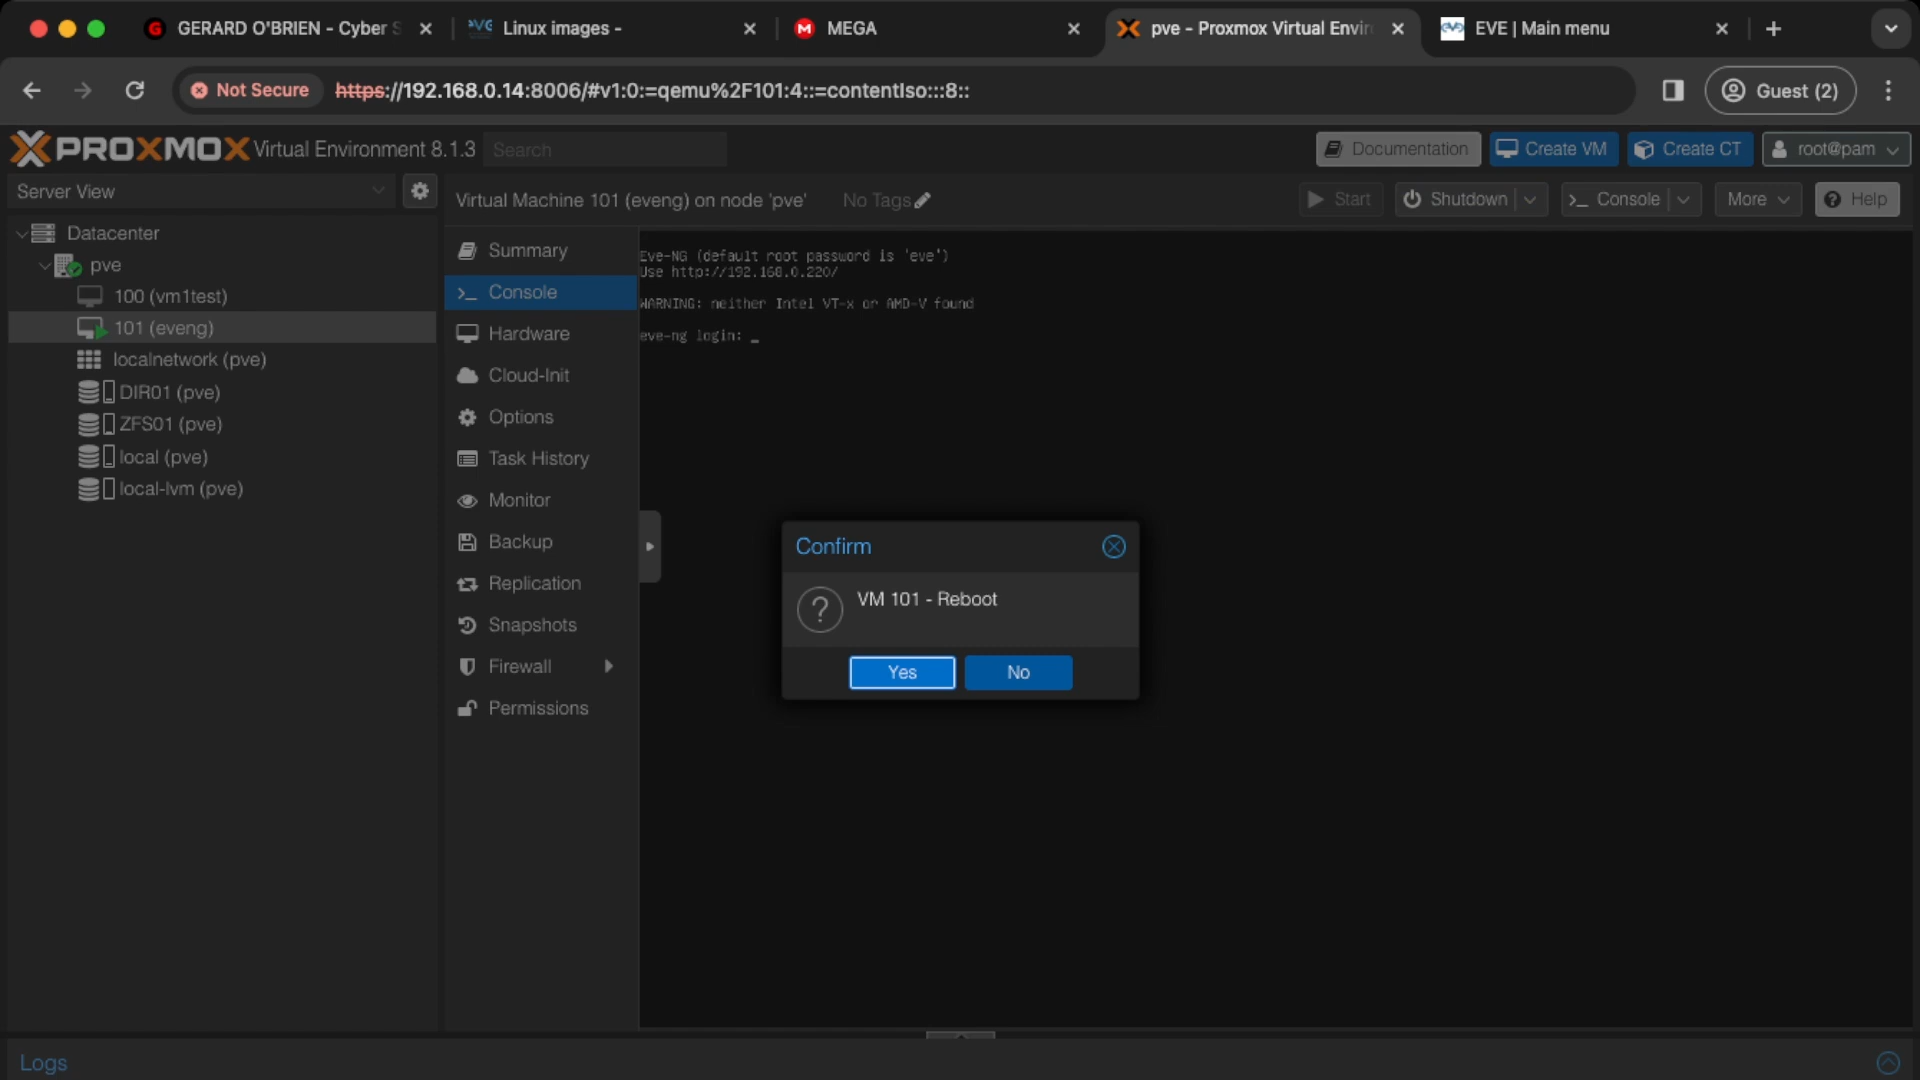 GERARD O'BRIEN - Cyber S
Linux images -
MEGA
pve - Proxmox Virtual Envir
EVE | Main menu
Not Secure
https://192.168.0.14:8006/#v1:0:=qemu%2F101:4::=contentIso:::8::
Guest (2)
PROXMOX Virtual Environment 8.1.3
Search
Documentation
Create VM
Create CT
root@pam
Server View
Virtual Machine 101 (eveng) on node 'pve'
No Tags
Start
Shutdown
Console
More
Help
Datacenter
pve
100 (vm1test)
101 (eveng)
localnetwork (pve)
DIR01 (pve)
ZFS01 (pve)
local (pve)
local-lvm (pve)
Summary
Console
Hardware
Cloud-Init
Options
Task History
Monitor
Backup
Replication
Snapshots
Firewall
Permissions
Eve-NG (default root password is 'eve')
Use http://192.168.0.220/
WARNING: neither Intel VT-x or AMD-V found
eve-ng login: _
Confirm
VM 101 - Reboot
Yes
No
Logs